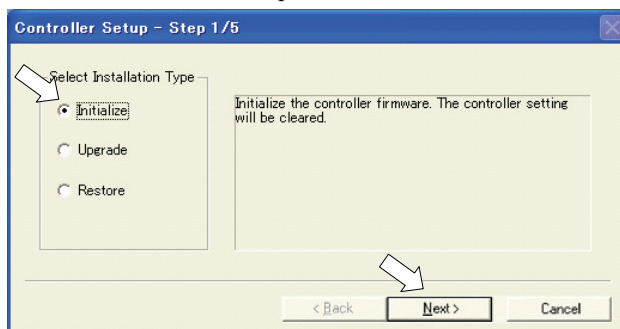 Controller Setup - Step 1/5
Select Installation Type
Initialize
Upgrade
Restore
Initialize the controller firmware. The controller setting
will be cleared.
< Back
Next >
Cancel